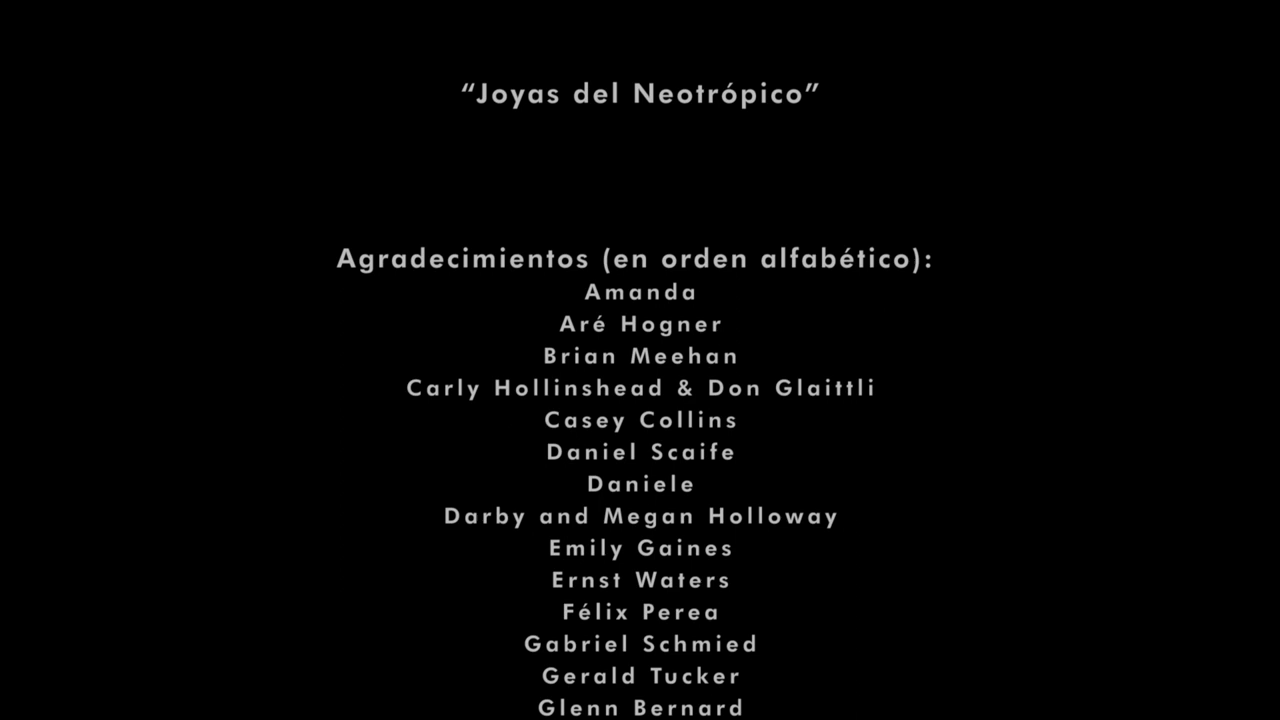 “Joyas del Neotrópico”
Agradecimientos (en orden alfabético):
Amanda
Aré Hogner
Brian Meehan
Carly Hollinshead & Don Glaittli
Casey Collins
Daniel Scaife
Daniele
Darby and Megan Holloway
Emily Gaines
Ernst Waters
Félix Perea
Gabriel Schmied
Gerald Tucker
Glenn Bernard